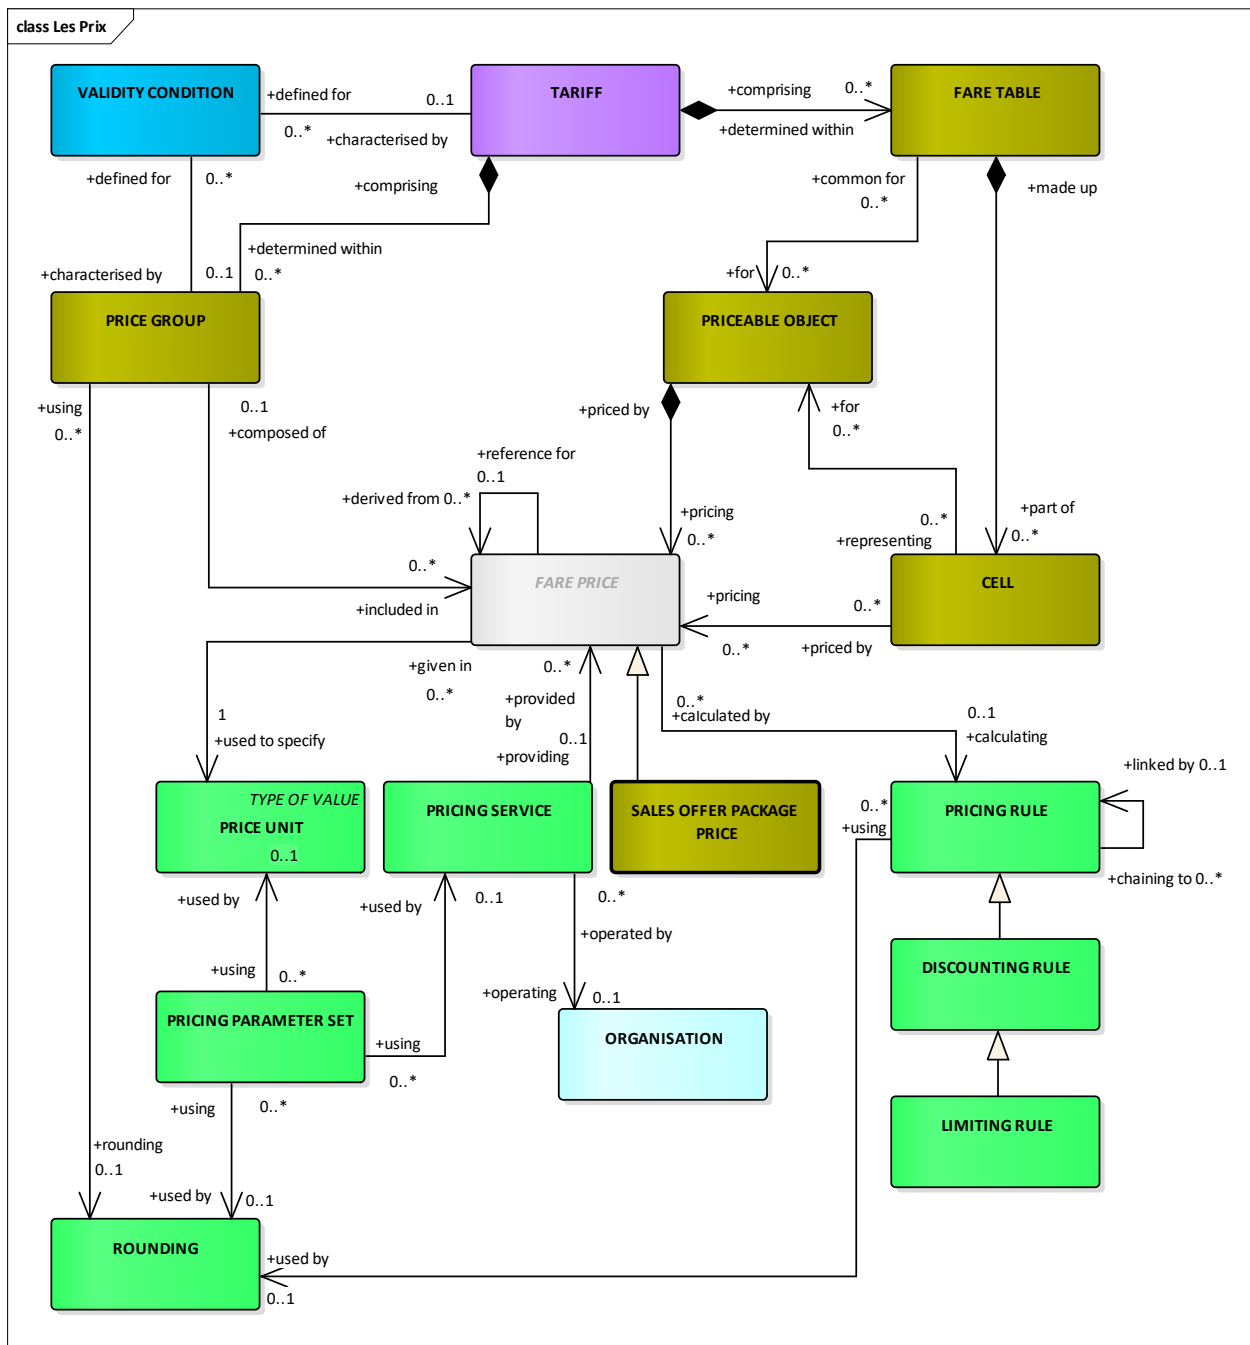 class Les Prix
VALIDITY CONDITION
TARIFF
FARE TABLE
+defined for
0..1
0..*
+characterised by
+comprising
0..*
+determined within
+defined for
0..*
+comprising
+common for
0..*
+made up
+determined within
+characterised by
0..1
0..*
+for
0..*
PRICE GROUP
PRICEABLE OBJECT
+using
0..*
0..1
+composed of
+priced by
+for
0..*
+reference for
0..1
+derived from 0..*
+pricing
0..*
0..*
+representing
+part of
0..*
0..*
+included in
FARE PRICE
CELL
+pricing
0..*
0..*
+priced by
+given in
0..*
0..*
+provided
by
0..1
+providing
0..*
+calculated by
0..1
+calculating
1
+used to specify
+linked by 0..1
TYPE OF VALUE
PRICE UNIT
0..1
PRICING SERVICE
SALES OFFER PACKAGE
PRICE
0..*
+using
PRICING RULE
+chaining to 0..*
+used by
+used by
0..1
0..*
+operated by
+using
0..*
DISCOUNTING RULE
PRICING PARAMETER SET
+using
0..*
+operating
0..1
ORGANISATION
+using
0..*
LIMITING RULE
+rounding
0..1
+used by
0..1
ROUNDING
+used by
0..1